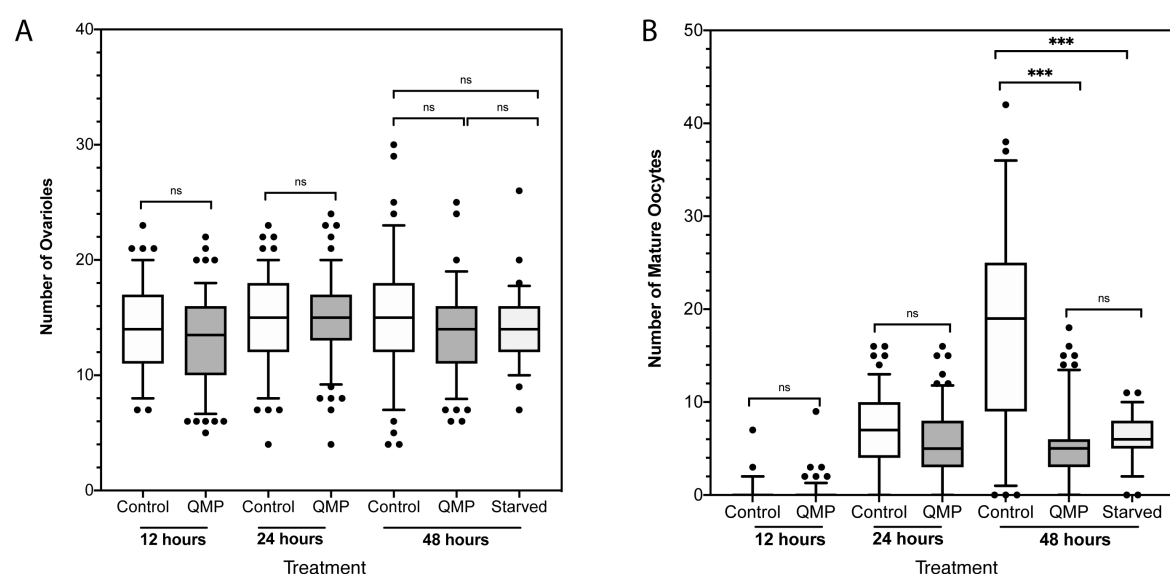 A
Number of Ovarioles
40
30
20
10
0
ns
ns
ns
ns
ns
Control QMP Control QMP Control QMP Starved
12 hours 24 hours 48 hours
Treatment
B
Number of Mature Oocytes
50
40
30
20
10
0
***
***
ns
ns
ns
Control QMP Control QMP Control QMP Starved
12 hours 24 hours 48 hours
Treatment